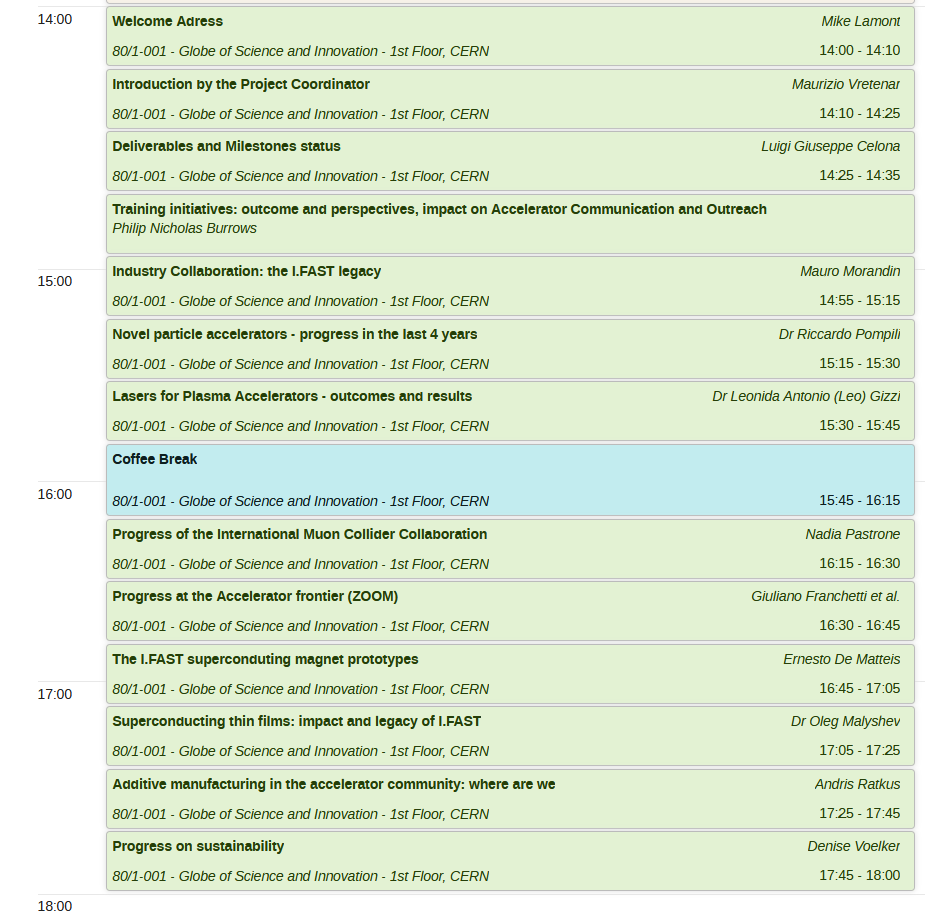 14:00
Welcome Adress Mike Lamont
80/1-001 - Globe of Science and Innovation - 1st Floor, CERN 14:00 - 14:10
Introduction by the Project Coordinator Maurizio Vretenar
80/1-001 - Globe of Science and Innovation - 1st Floor, CERN 14:10 - 14:25
Deliverables and Milestones status Luigi Giuseppe Celona
80/1-001 - Globe of Science and Innovation - 1st Floor, CERN 14:25 - 14:35
Training initiatives: outcome and perspectives, impact on Accelerator Communication and Outreach
Philip Nicholas Burrows
15:00
Industry Collaboration: the I.FAST legacy Mauro Morandin
80/1-001 - Globe of Science and Innovation - 1st Floor, CERN 14:55 - 15:15
Novel particle accelerators - progress in the last 4 years Dr Riccardo Pompili
80/1-001 - Globe of Science and Innovation - 1st Floor, CERN 15:15 - 15:30
Lasers for Plasma Accelerators - outcomes and results Dr Leonida Antonio (Leo) Gizzi
80/1-001 - Globe of Science and Innovation - 1st Floor, CERN 15:30 - 15:45
Coffee Break
16:00
80/1-001 - Globe of Science and Innovation - 1st Floor, CERN 15:45 - 16:15
Progress of the International Muon Collider Collaboration Nadia Pastrone
80/1-001 - Globe of Science and Innovation - 1st Floor, CERN 16:15 - 16:30
Progress at the Accelerator frontier (ZOOM) Giuliano Franchetti et al.
80/1-001 - Globe of Science and Innovation - 1st Floor, CERN 16:30 - 16:45
The I.FAST superconduting magnet prototypes Ernesto De Matteis
80/1-001 - Globe of Science and Innovation - 1st Floor, CERN 16:45 - 17:05
17:00
Superconducting thin films: impact and legacy of I.FAST Dr Oleg Malyshev
80/1-001 - Globe of Science and Innovation - 1st Floor, CERN 17:05 - 17:25
Additive manufacturing in the accelerator community: where are we Andris Ratkus
80/1-001 - Globe of Science and Innovation - 1st Floor, CERN 17:25 - 17:45
Progress on sustainability Denise Voelker
80/1-001 - Globe of Science and Innovation - 1st Floor, CERN 17:45 - 18:00
18:00